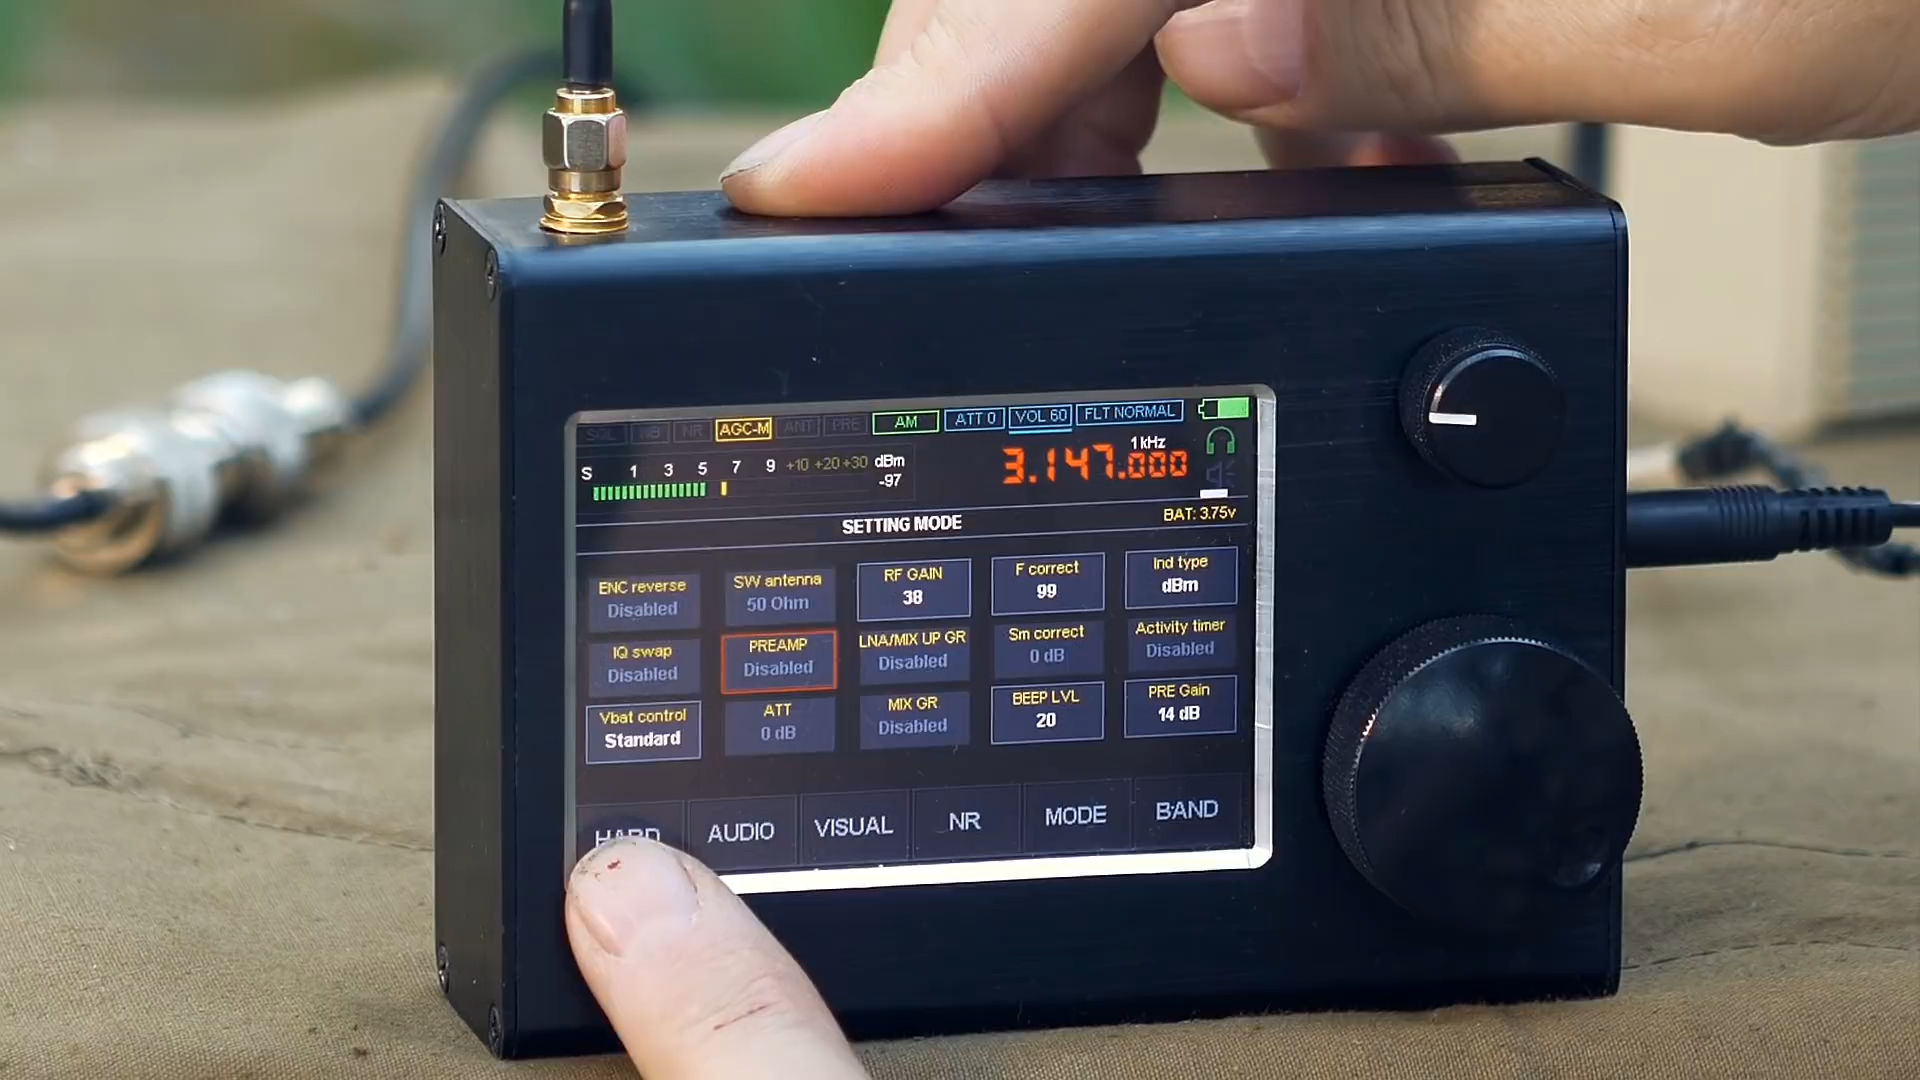 SQL NB NR AGC-M ANT PRE AM ATT 0 VOL 60 FLT NORMAL
S 1 3 5 7 9 +10 +20 +30 dBm
-97
1 kHz
3.147.000
SETTING MODE
BAT: 3.75v
ENC reverse
Disabled
SW antenna
50 Ohm
RF GAIN
38
F correct
99
Ind type
dBm
IQ swap
Disabled
PREAMP
Disabled
LNA/MIX UP GR
Disabled
Sm correct
0 dB
Activity timer
Disabled
Vbat control
Standard
ATT
0 dB
MIX GR
Disabled
BEEP LVL
20
PRE Gain
14 dB
HARD AUDIO VISUAL NR MODE BAND